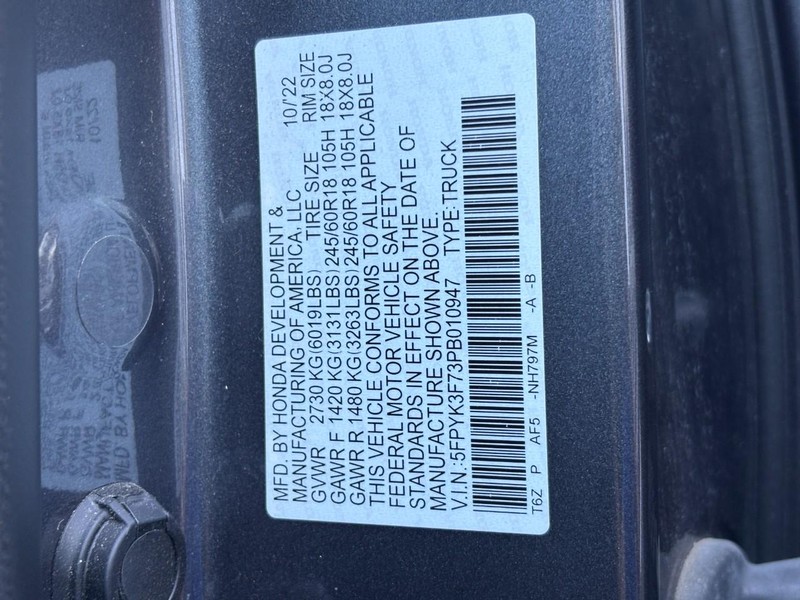 MFD. BY HONDA DEVELOPMENT &
MANUFACTURING OF AMERICA, LLC 10/'22
GVWR 2730 KG(6019LBS) TIRE SIZE RIM SIZE
GAWR F 1420 KG(3131LBS)245/60R18 105H 18X8.0J
GAWR R 1480 KG(3263LBS)245/60R18 105H 18X8.0J
THIS VEHICLE CONFORMS TO ALL APPLICABLE
FEDERAL MOTOR VEHICLE SAFETY
STANDARDS IN EFFECT ON THE DATE OF
MANUFACTURE SHOWN ABOVE.
V.I.N.:5FPYK3F73PB010947 TYPE:TRUCK
T6Z P AF5 -NH797M -A -B